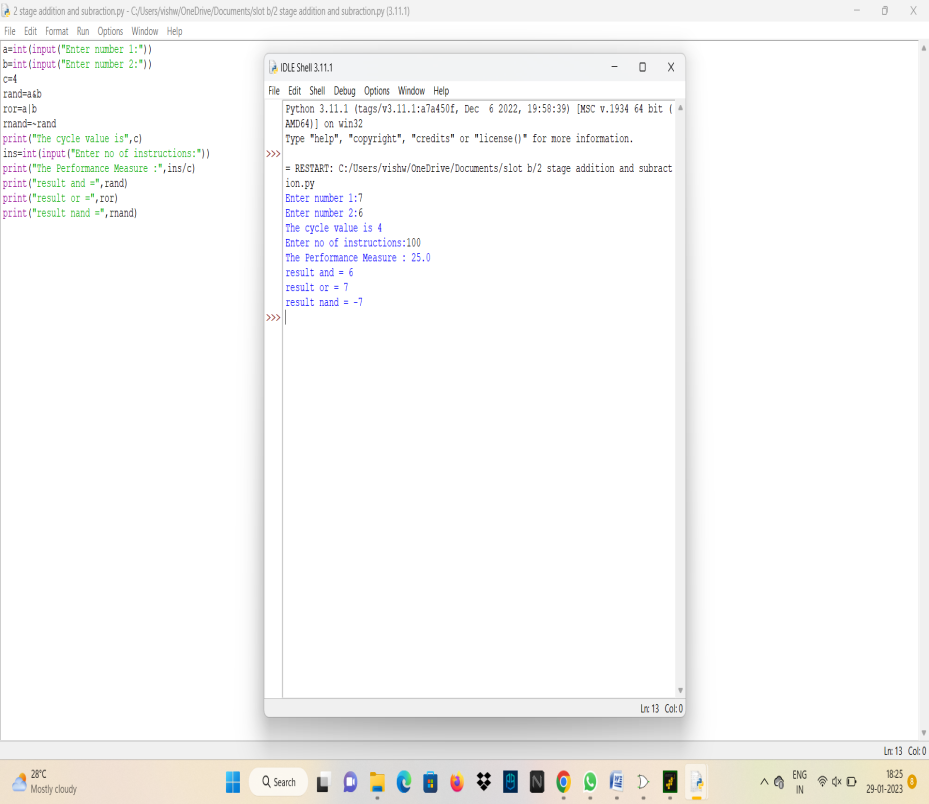 2 stage addition and subraction.py - C:/Users/vishw/OneDrive/Documents/slot b/2 stage addition and subraction.py (3.11.1)
File Edit Format Run Options Window Help
a=int(input("Enter number 1:"))
b=int(input("Enter number 2:"))
c=4
rand=a&b
ror=a|b
rnand=~rand
print("The cycle value is",c)
ins=int(input("Enter no of instructions:"))
print("The Performance Measure :",ins/c)
print("result and =",rand)
print("result or =",ror)
print("result nand =",rnand)
IDLE Shell 3.11.1
File Edit Shell Debug Options Window Help
Python 3.11.1 (tags/v3.11.1:a7a450f, Dec  6 2022, 19:58:39) [MSC v.1934 64 bit (
AMD64)] on win32
Type "help", "copyright", "credits" or "license()" for more information.
>>>
= RESTART: C:/Users/vishw/OneDrive/Documents/slot b/2 stage addition and subract
ion.py
Enter number 1:7
Enter number 2:6
The cycle value is 4
Enter no of instructions:100
The Performance Measure : 25.0
result and = 6
result or = 7
result nand = -7
>>>
Ln: 13 Col: 0
Ln: 13 Col: 0
28°C
Mostly cloudy
Search
ENG
IN
18:25
29-01-2023